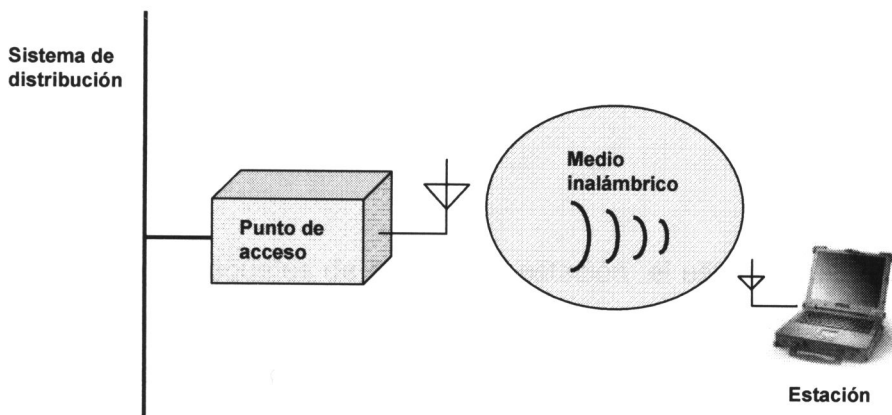 Sistema de
distribución
Punto de
acceso
Medio
inalámbrico
Estación